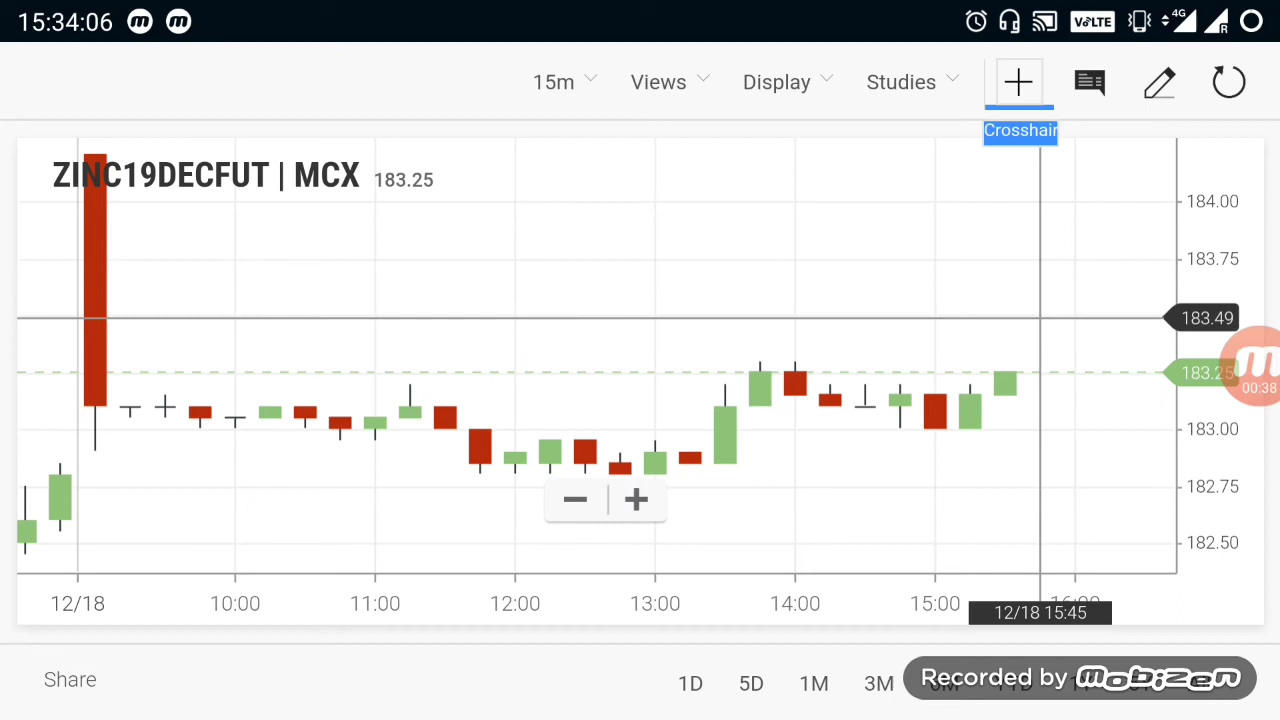 15:34:06
VoLTE 4G R
15m Views Display Studies
Crosshair
ZINC19DECFUT | MCX 183.25
184.00
183.75
183.49
183.25
00:38
183.00
182.75
182.50
12/18 10:00 11:00 12:00 13:00 14:00 15:00 16:00
12/18 15:45
Share 1D 5D 1M 3M
Recorded by mobizen